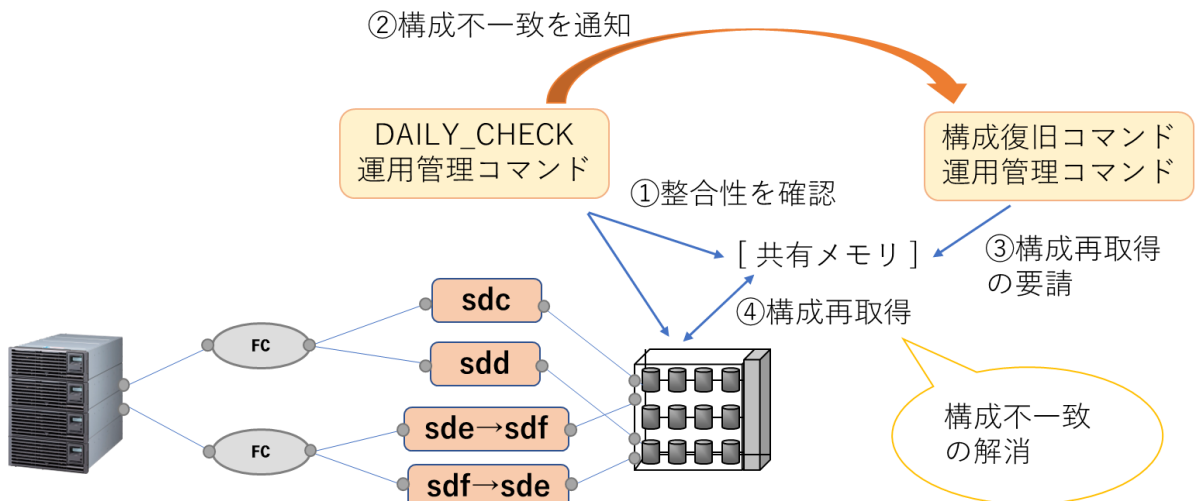 ②構成不一致を通知
DAILY_CHECK
運用管理コマンド
構成復旧コマンド
運用管理コマンド
①整合性を確認
[ 共有メモリ ]
③構成再取得
の要請
④構成再取得
sdc
FC
sdd
sde→sdf
FC
sdf→sde
構成不一致
の解消